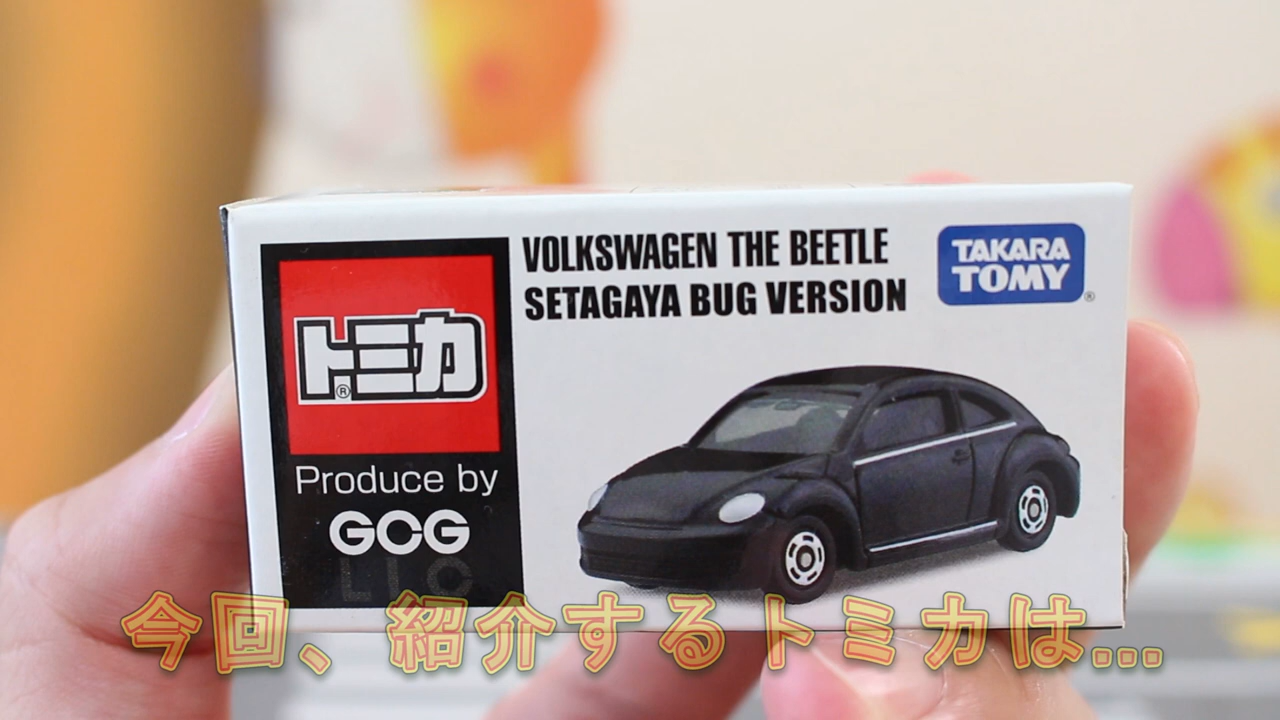 VOLKSWAGEN THE BEETLE
SETAGAYA BUG VERSION
TAKARA
TOMY®
トミカ®
Produce by
GCG
LLC
今回、紹介するトミカは...